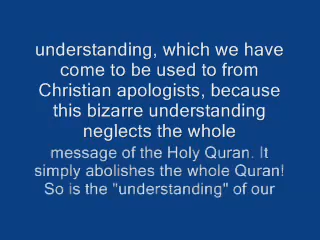 understanding, which we have
come to be used to from
Christian apologists, because
this bizarre understanding
neglects the whole
message of the Holy Quran. It
simply abolishes the whole Quran!
So is the "understanding" of our